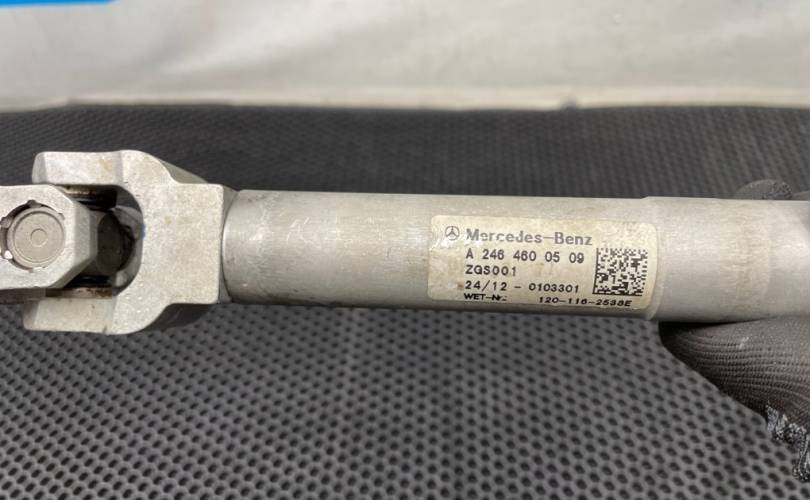 Mercedes-Benz
A 246 460 05 09
ZGS001
24/12 - 0103301
WET-Nr. 120-116-2538E